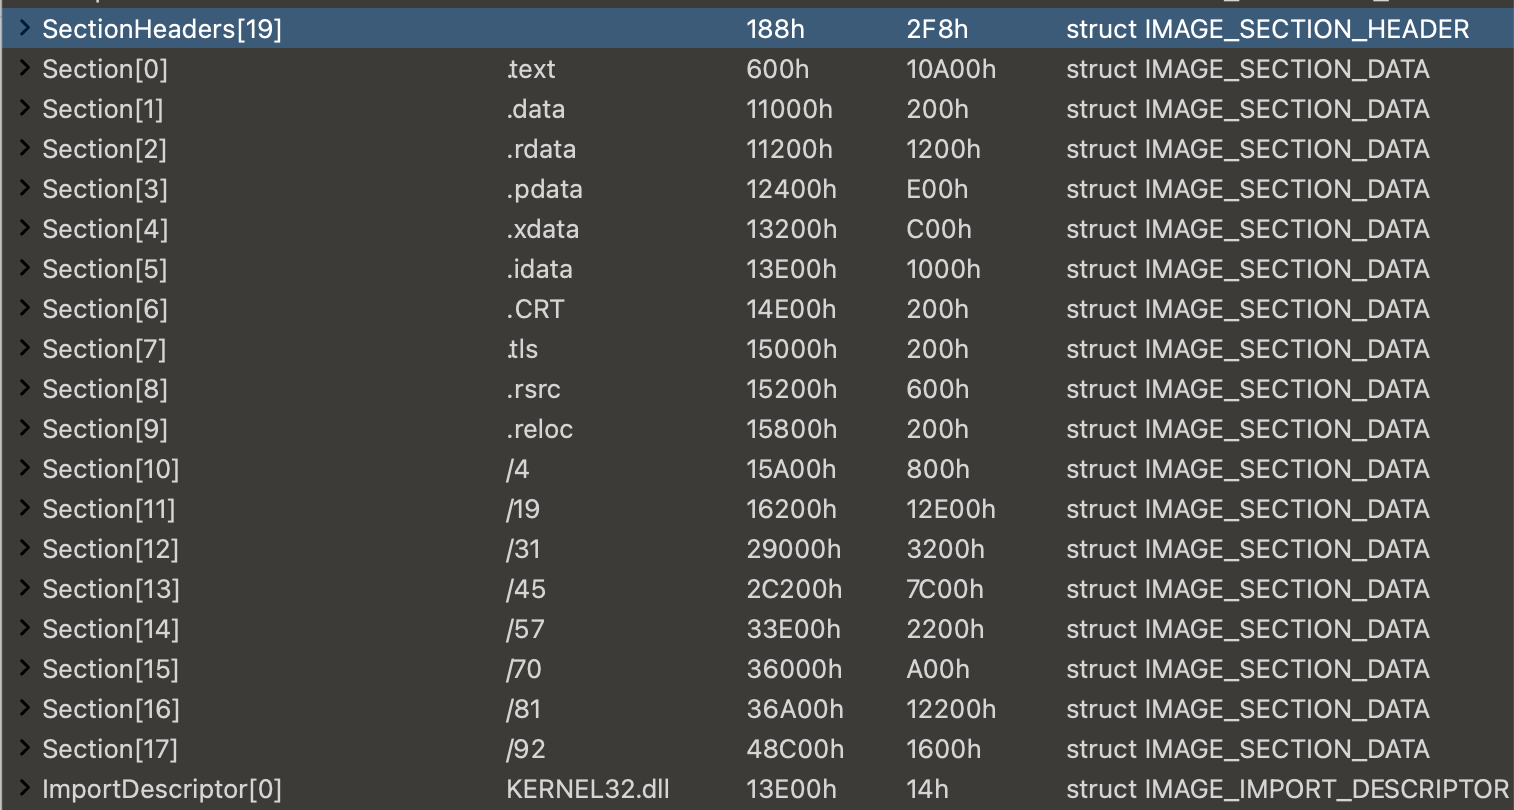 SectionHeaders[19] 188h 2F8h struct IMAGE_SECTION_HEADER
Section[0] .text 600h 10A00h struct IMAGE_SECTION_DATA
Section[1] .data 11000h 200h struct IMAGE_SECTION_DATA
Section[2] .rdata 11200h 1200h struct IMAGE_SECTION_DATA
Section[3] .pdata 12400h E00h struct IMAGE_SECTION_DATA
Section[4] .xdata 13200h C00h struct IMAGE_SECTION_DATA
Section[5] .idata 13E00h 1000h struct IMAGE_SECTION_DATA
Section[6] .CRT 14E00h 200h struct IMAGE_SECTION_DATA
Section[7] .tls 15000h 200h struct IMAGE_SECTION_DATA
Section[8] .rsrc 15200h 600h struct IMAGE_SECTION_DATA
Section[9] .reloc 15800h 200h struct IMAGE_SECTION_DATA
Section[10] /4 15A00h 800h struct IMAGE_SECTION_DATA
Section[11] /19 16200h 12E00h struct IMAGE_SECTION_DATA
Section[12] /31 29000h 3200h struct IMAGE_SECTION_DATA
Section[13] /45 2C200h 7C00h struct IMAGE_SECTION_DATA
Section[14] /57 33E00h 2200h struct IMAGE_SECTION_DATA
Section[15] /70 36000h A00h struct IMAGE_SECTION_DATA
Section[16] /81 36A00h 12200h struct IMAGE_SECTION_DATA
Section[17] /92 48C00h 1600h struct IMAGE_SECTION_DATA
ImportDescriptor[0] KERNEL32.dll 13E00h 14h struct IMAGE_IMPORT_DESCRIPTOR